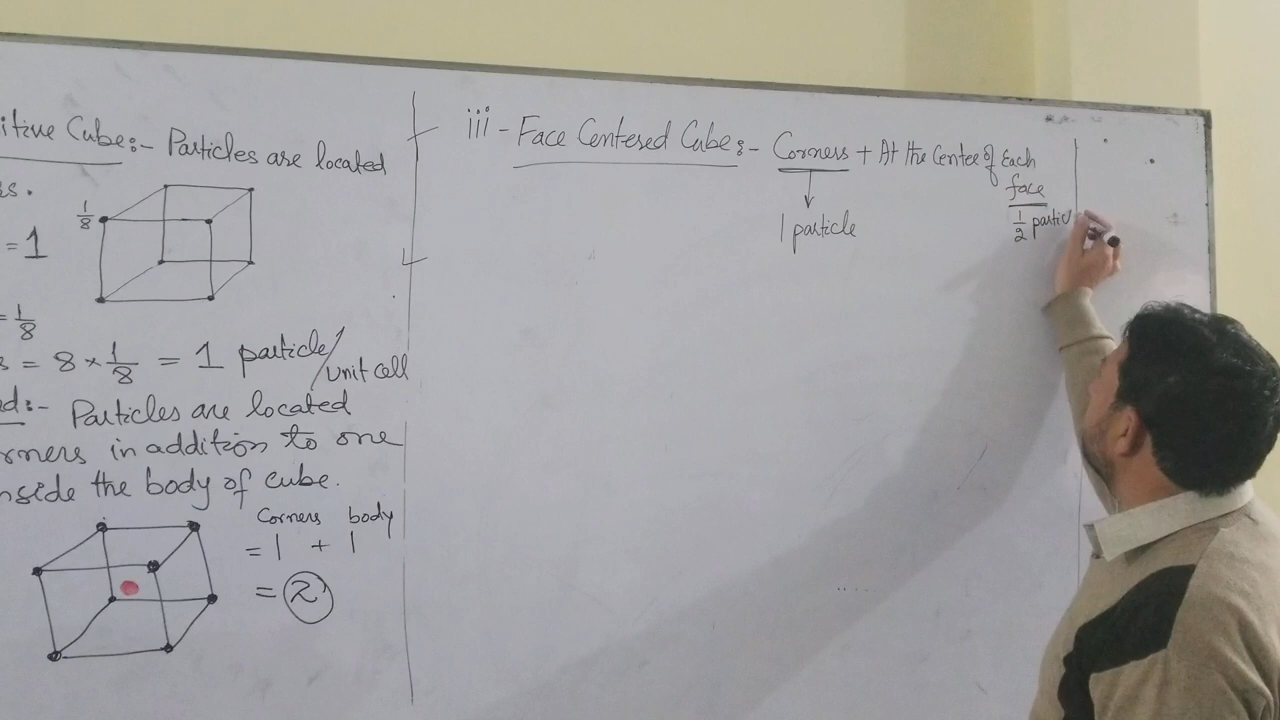 itive Cube:- Particles are located
s.
1/8
= 1
= 1/8
s = 8 × 1/8 = 1 particle/unit cell
ed:- Particles are located
rners in addition to one
nside the body of cube.
Corners body
= 1 + 1
= 2
iii - Face Centered Cube:- Corners + At the Center of Each
face
1 particle
1/2 partic